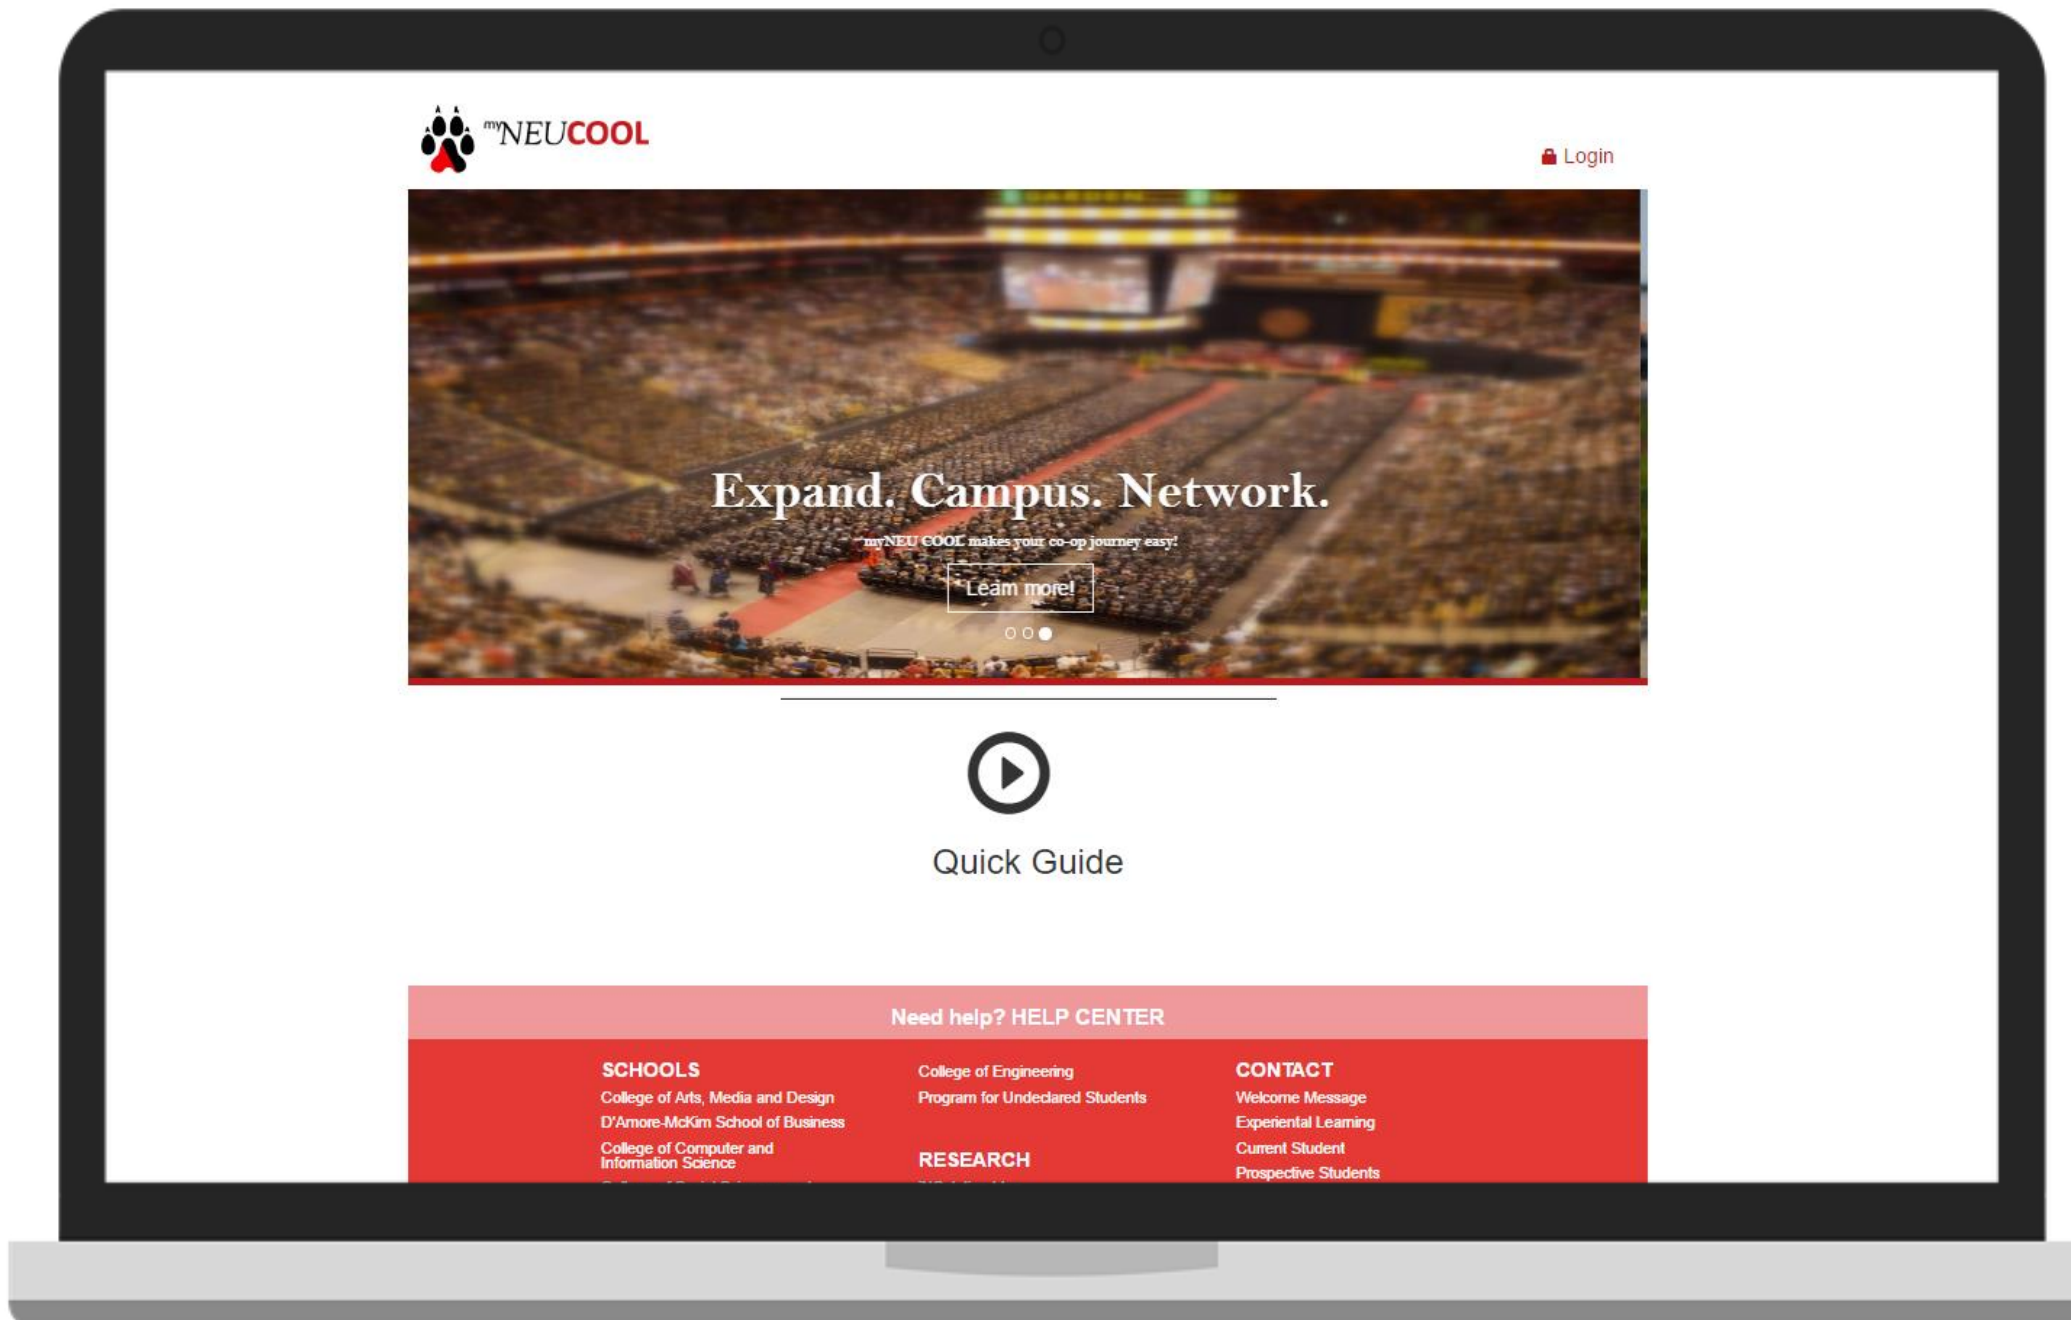 myNEUCOOL
Login
GARDEN
Expand. Campus. Network.
myNEU COOL makes your co-op journey easy!
Learn more!
Quick Guide
Need help? HELP CENTER
SCHOOLS
College of Arts, Media and Design
D'Amore-McKim School of Business
College of Computer and
Information Science
College of Engineering
Program for Undeclared Students
RESEARCH
CONTACT
Welcome Message
Experiental Learning
Current Student
Prospective Students